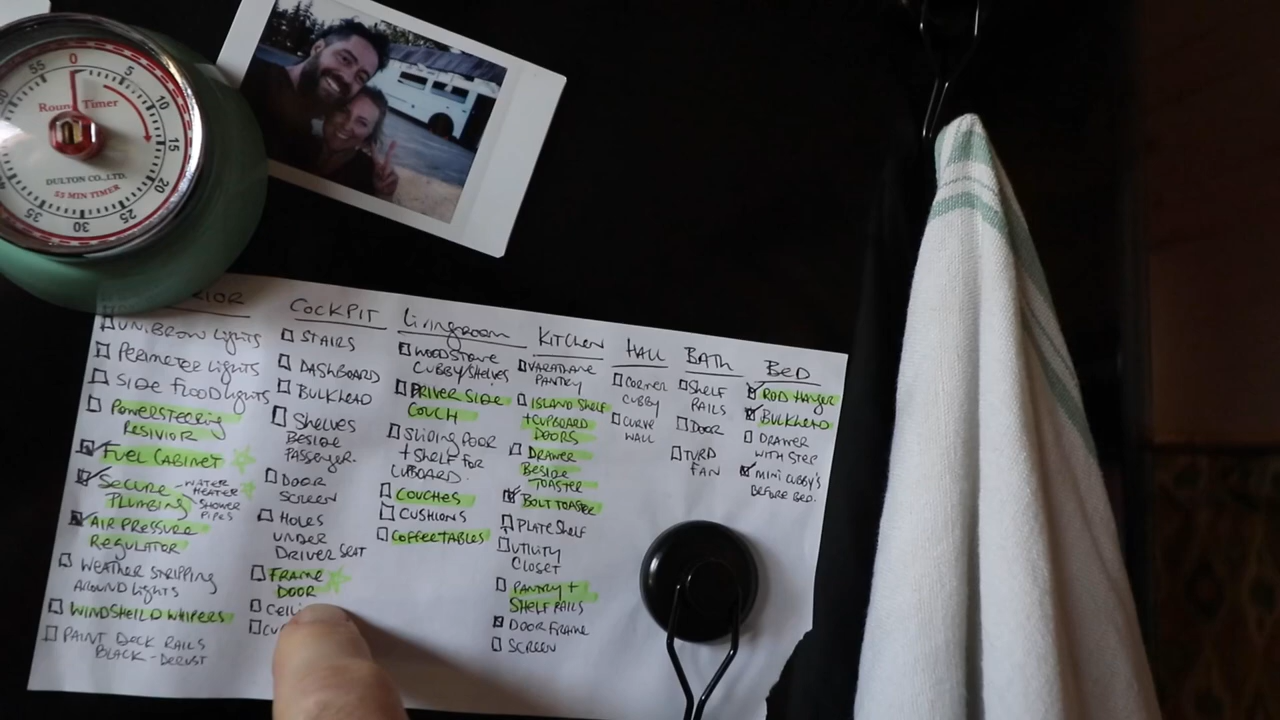 55 0 5 10 15 20 25 30 35
Round Timer
DULTON CO., LTD.
55 MIN TIMER
UNIBROW LIGHTS
PERIMETER LIGHTS
SIDE FLOOD LIGHTS
POWERSTEERING
RESIVIOR
FUEL CABINET
SECURE - WATER
PLUMBING HEATER
SHOWER
PIPES
AIR PRESSURE
REGULATOR
WEATHER STRIPPING
AROUND LIGHTS
WINDSHEILD WHIPERS
PAINT DECK RAILS
BLACK - DERUST
COCKPIT
STAIRS
DASHBOARD
BULKHEAD
SHELVES
BESIDE
PASSENGER.
DOOR
SCREEN
HOLES
UNDER
DRIVER SEAT
FRAME
DOOR
LIVINGROOM
WOODSTOVE
CUBBY/SHELVES
DRIVER SIDE
COUCH
SLIDING DOOR
+ SHELF FOR
CUBOARD.
COUCHES
CUSHIONS
COFFEETABLES
KITCHEN
VARATHANE
PANTRY
ISLAND SHELF
+ CUPBOARD
DOORS
DRAWER
BESIDE
TOASTER
BOLT TOASTER
PLATE SHELF
UTILITY
CLOSET
PANTRY +
SHELF RAILS
DOOR FRAME
SCREEN
HALL
CORNER
CUBBY
CURVE
WALL
BATH
SHELF
RAILS
DOOR
TURD
FAN
BED
ROD HANGER
BULKHEAD
DRAWER
WITH STEP
MINI CUBBY'S
BEFORE BED.